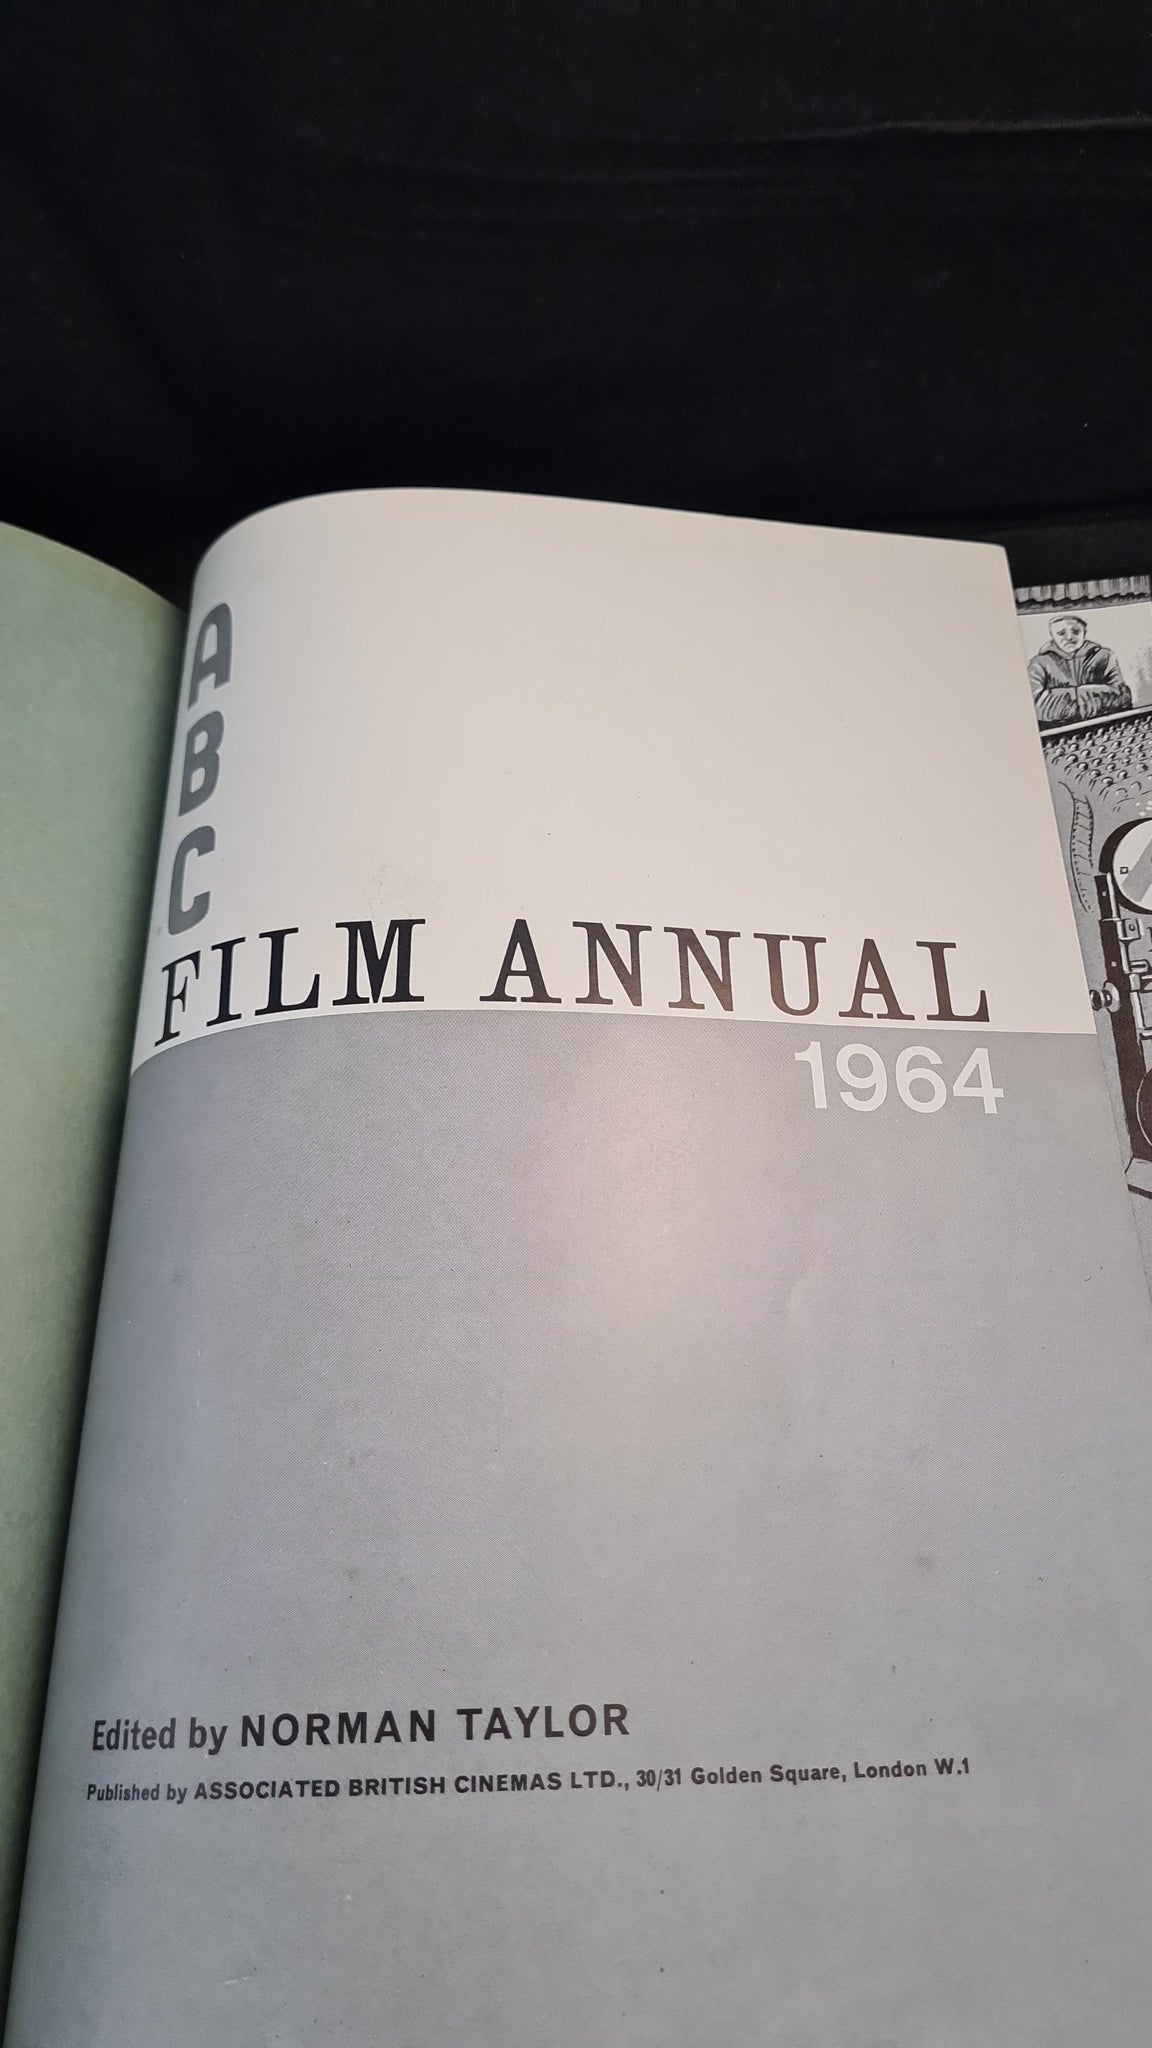 A
B
C
FILM ANNUAL
1964
Edited by NORMAN TAYLOR
Published by ASSOCIATED BRITISH CINEMAS LTD., 30/31 Golden Square, London W.1